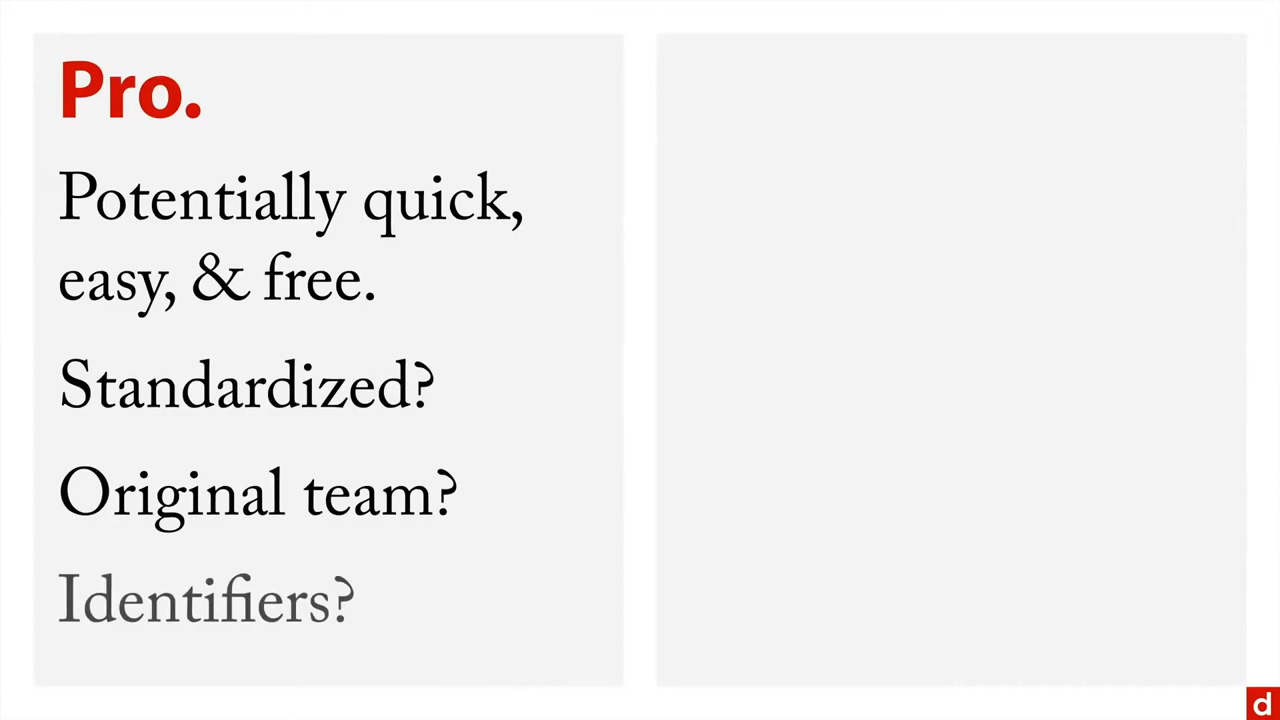 Pro.
Potentially quick,
easy, & free.
Standardized?
Original team?
Identifiers?
d